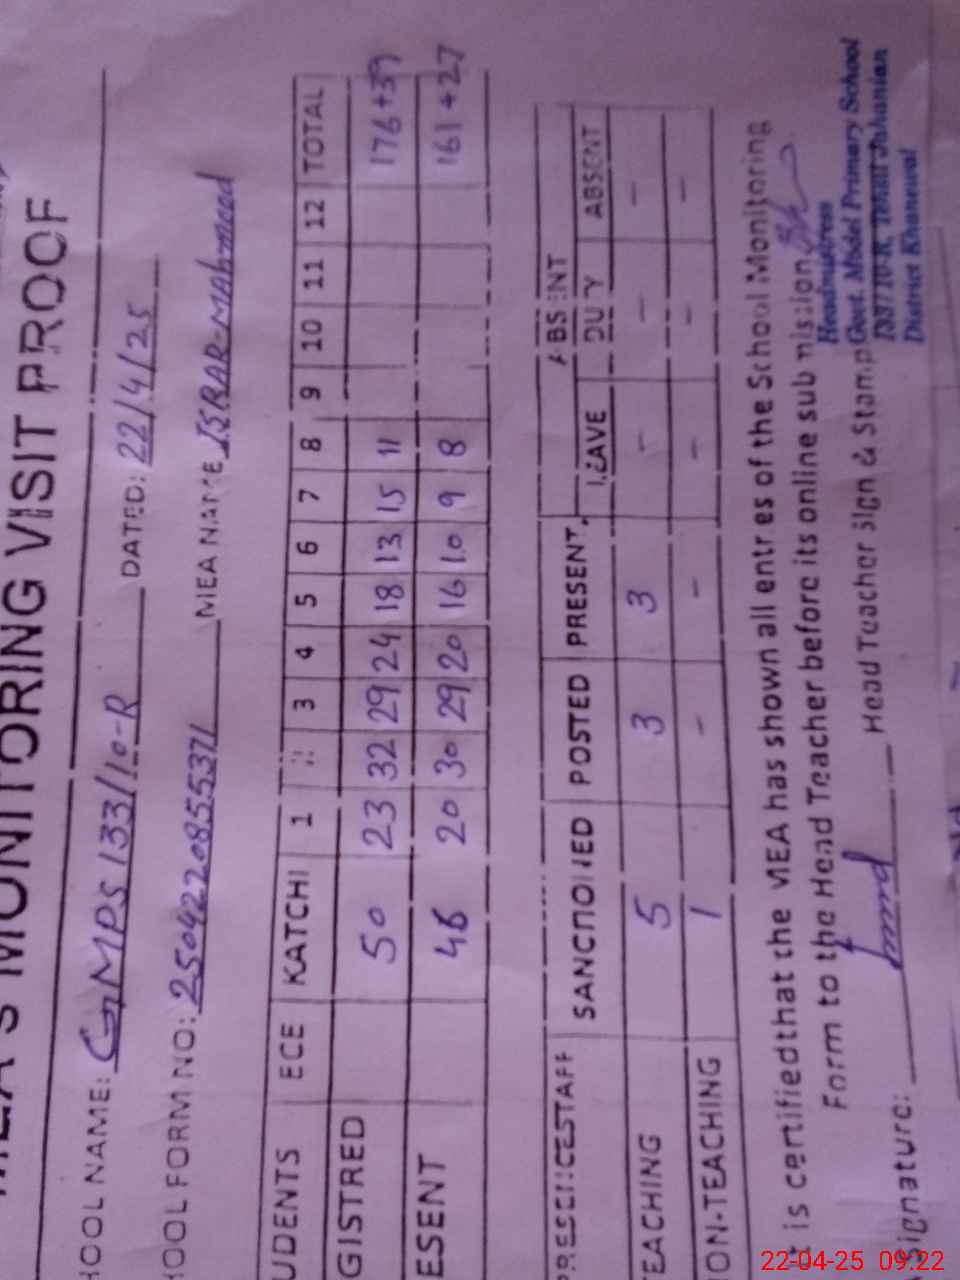 MEA'S MONITORING VISIT PROOF
HOOL NAME: GMPS 133/10-R DATED: 22/4/25
HOOL FORM NO: 25042208553 MEA NAME ISRAR-MAHMOOD
UDENTS ECE KATCHI 1 2 3 4 5 6 7 8 9 10 11 12 TOTAL
GISTRED 50 23 32 29 24 18 13 15 11 176+39
ESENT 46 20 30 29 20 16 10 9 8 161+27
PRESENCE STAFF SANCTIONED POSTED PRESENT ABSENT
LEAVE DUTY ABSENT
EACHING 5 3 3 - - -
ON-TEACHING 1 - - - - -
t is certified that the MEA has shown all entries of the School Monitoring
Form to the Head Teacher before its online submission
Signature: Head Teacher Sign & Stamp
Headmistress
Govt. Model Primary School
133/10-R, Tehsil Jahanian
District Khanewal
22-04-25 09:22